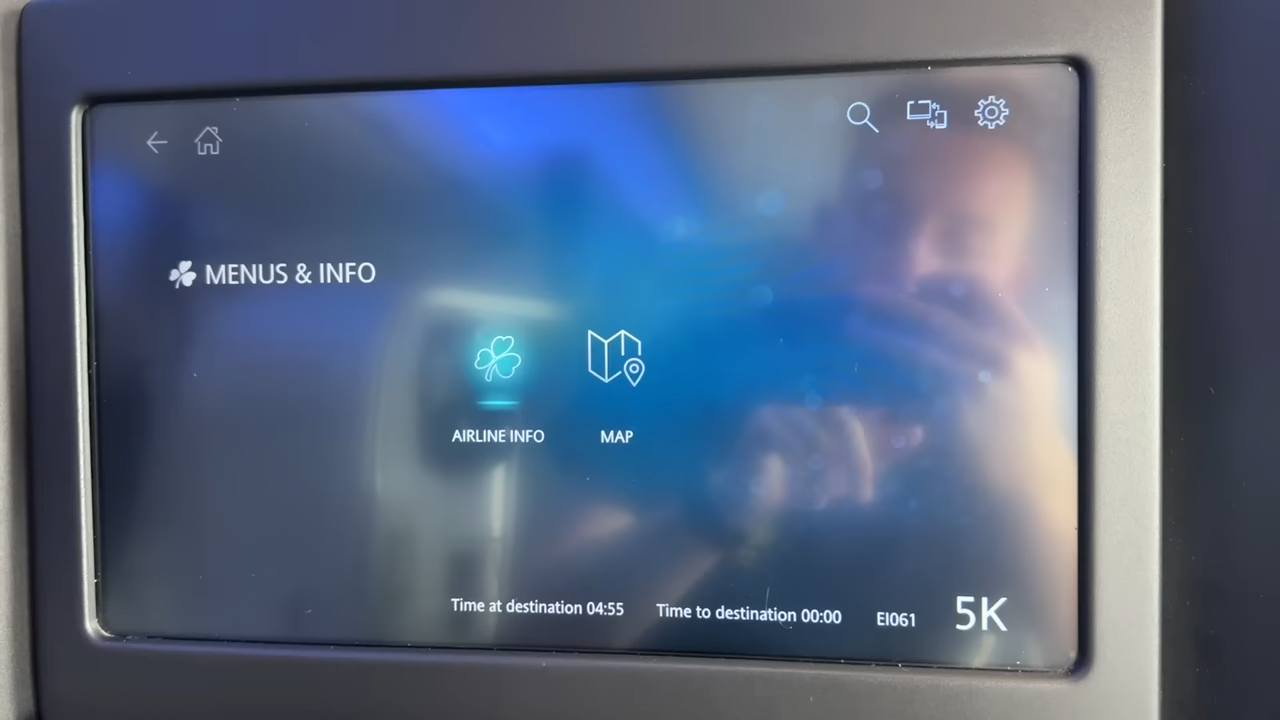 MENUS & INFO
AIRLINE INFO
MAP
Time at destination 04:55
Time to destination 00:00
EI061
5K